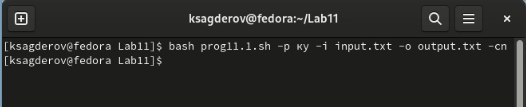 ksagderov@fedora:~/Lab11
[ksagderov@fedora Lab11]$ bash prog11.1.sh -p ку -i input.txt -o output.txt -cn
[ksagderov@fedora Lab11]$